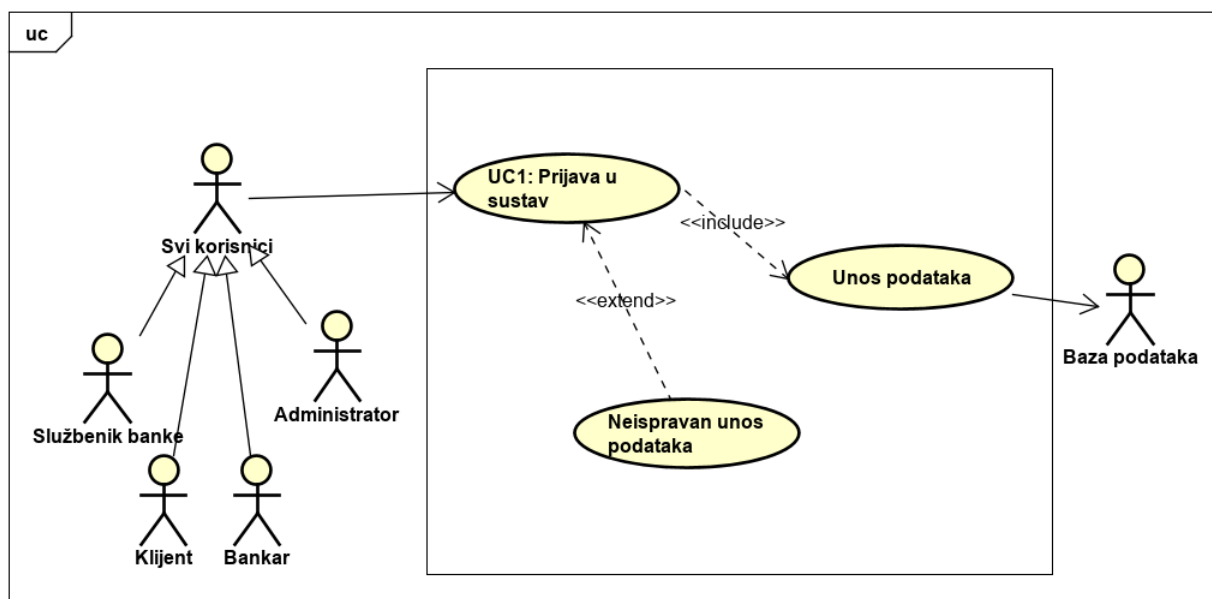 uc
UC1: Prijava u
sustav
Svi korisnici
<<include>>
Unos podataka
<<extend>>
Baza podataka
Administrator
Službenik banke
Neispravan unos
podataka
Klijent
Bankar